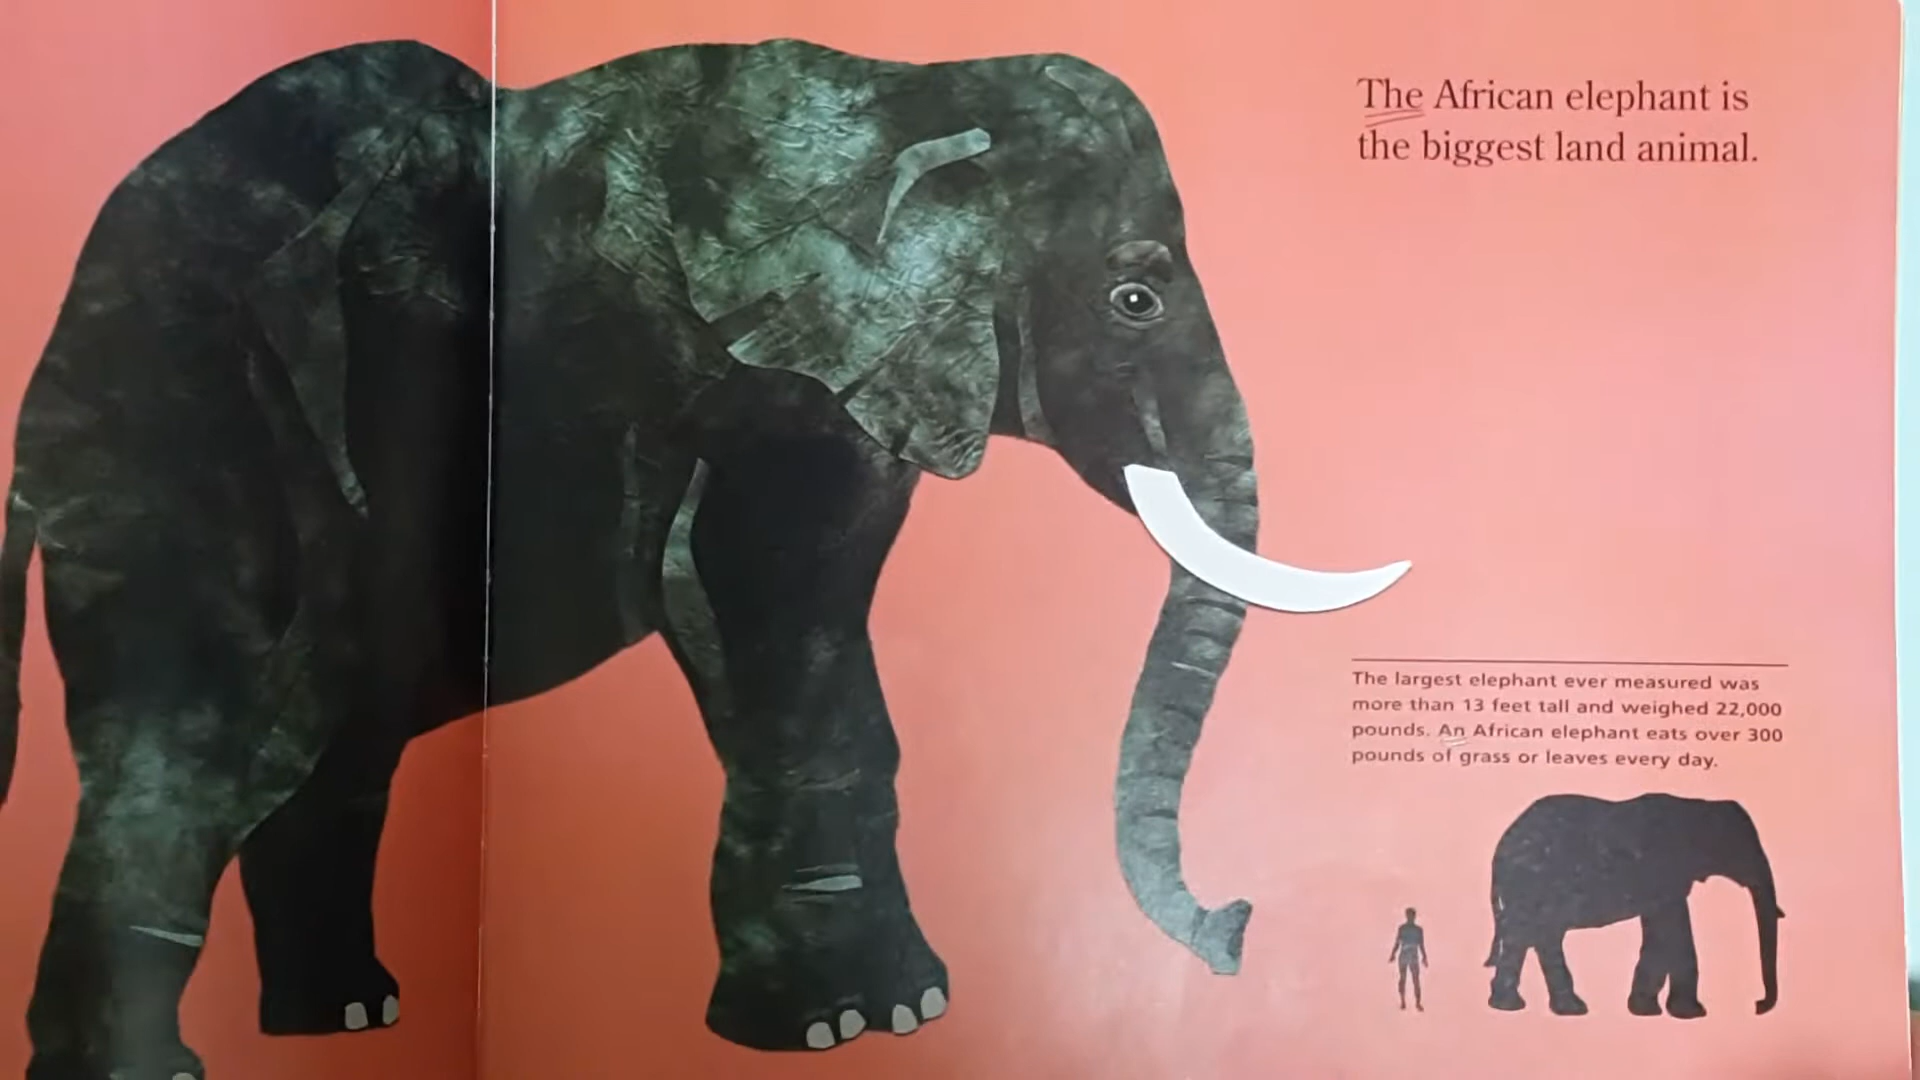 The African elephant is
the biggest land animal.
The largest elephant ever measured was
more than 13 feet tall and weighed 22,000
pounds. An African elephant eats over 300
pounds of grass or leaves every day.